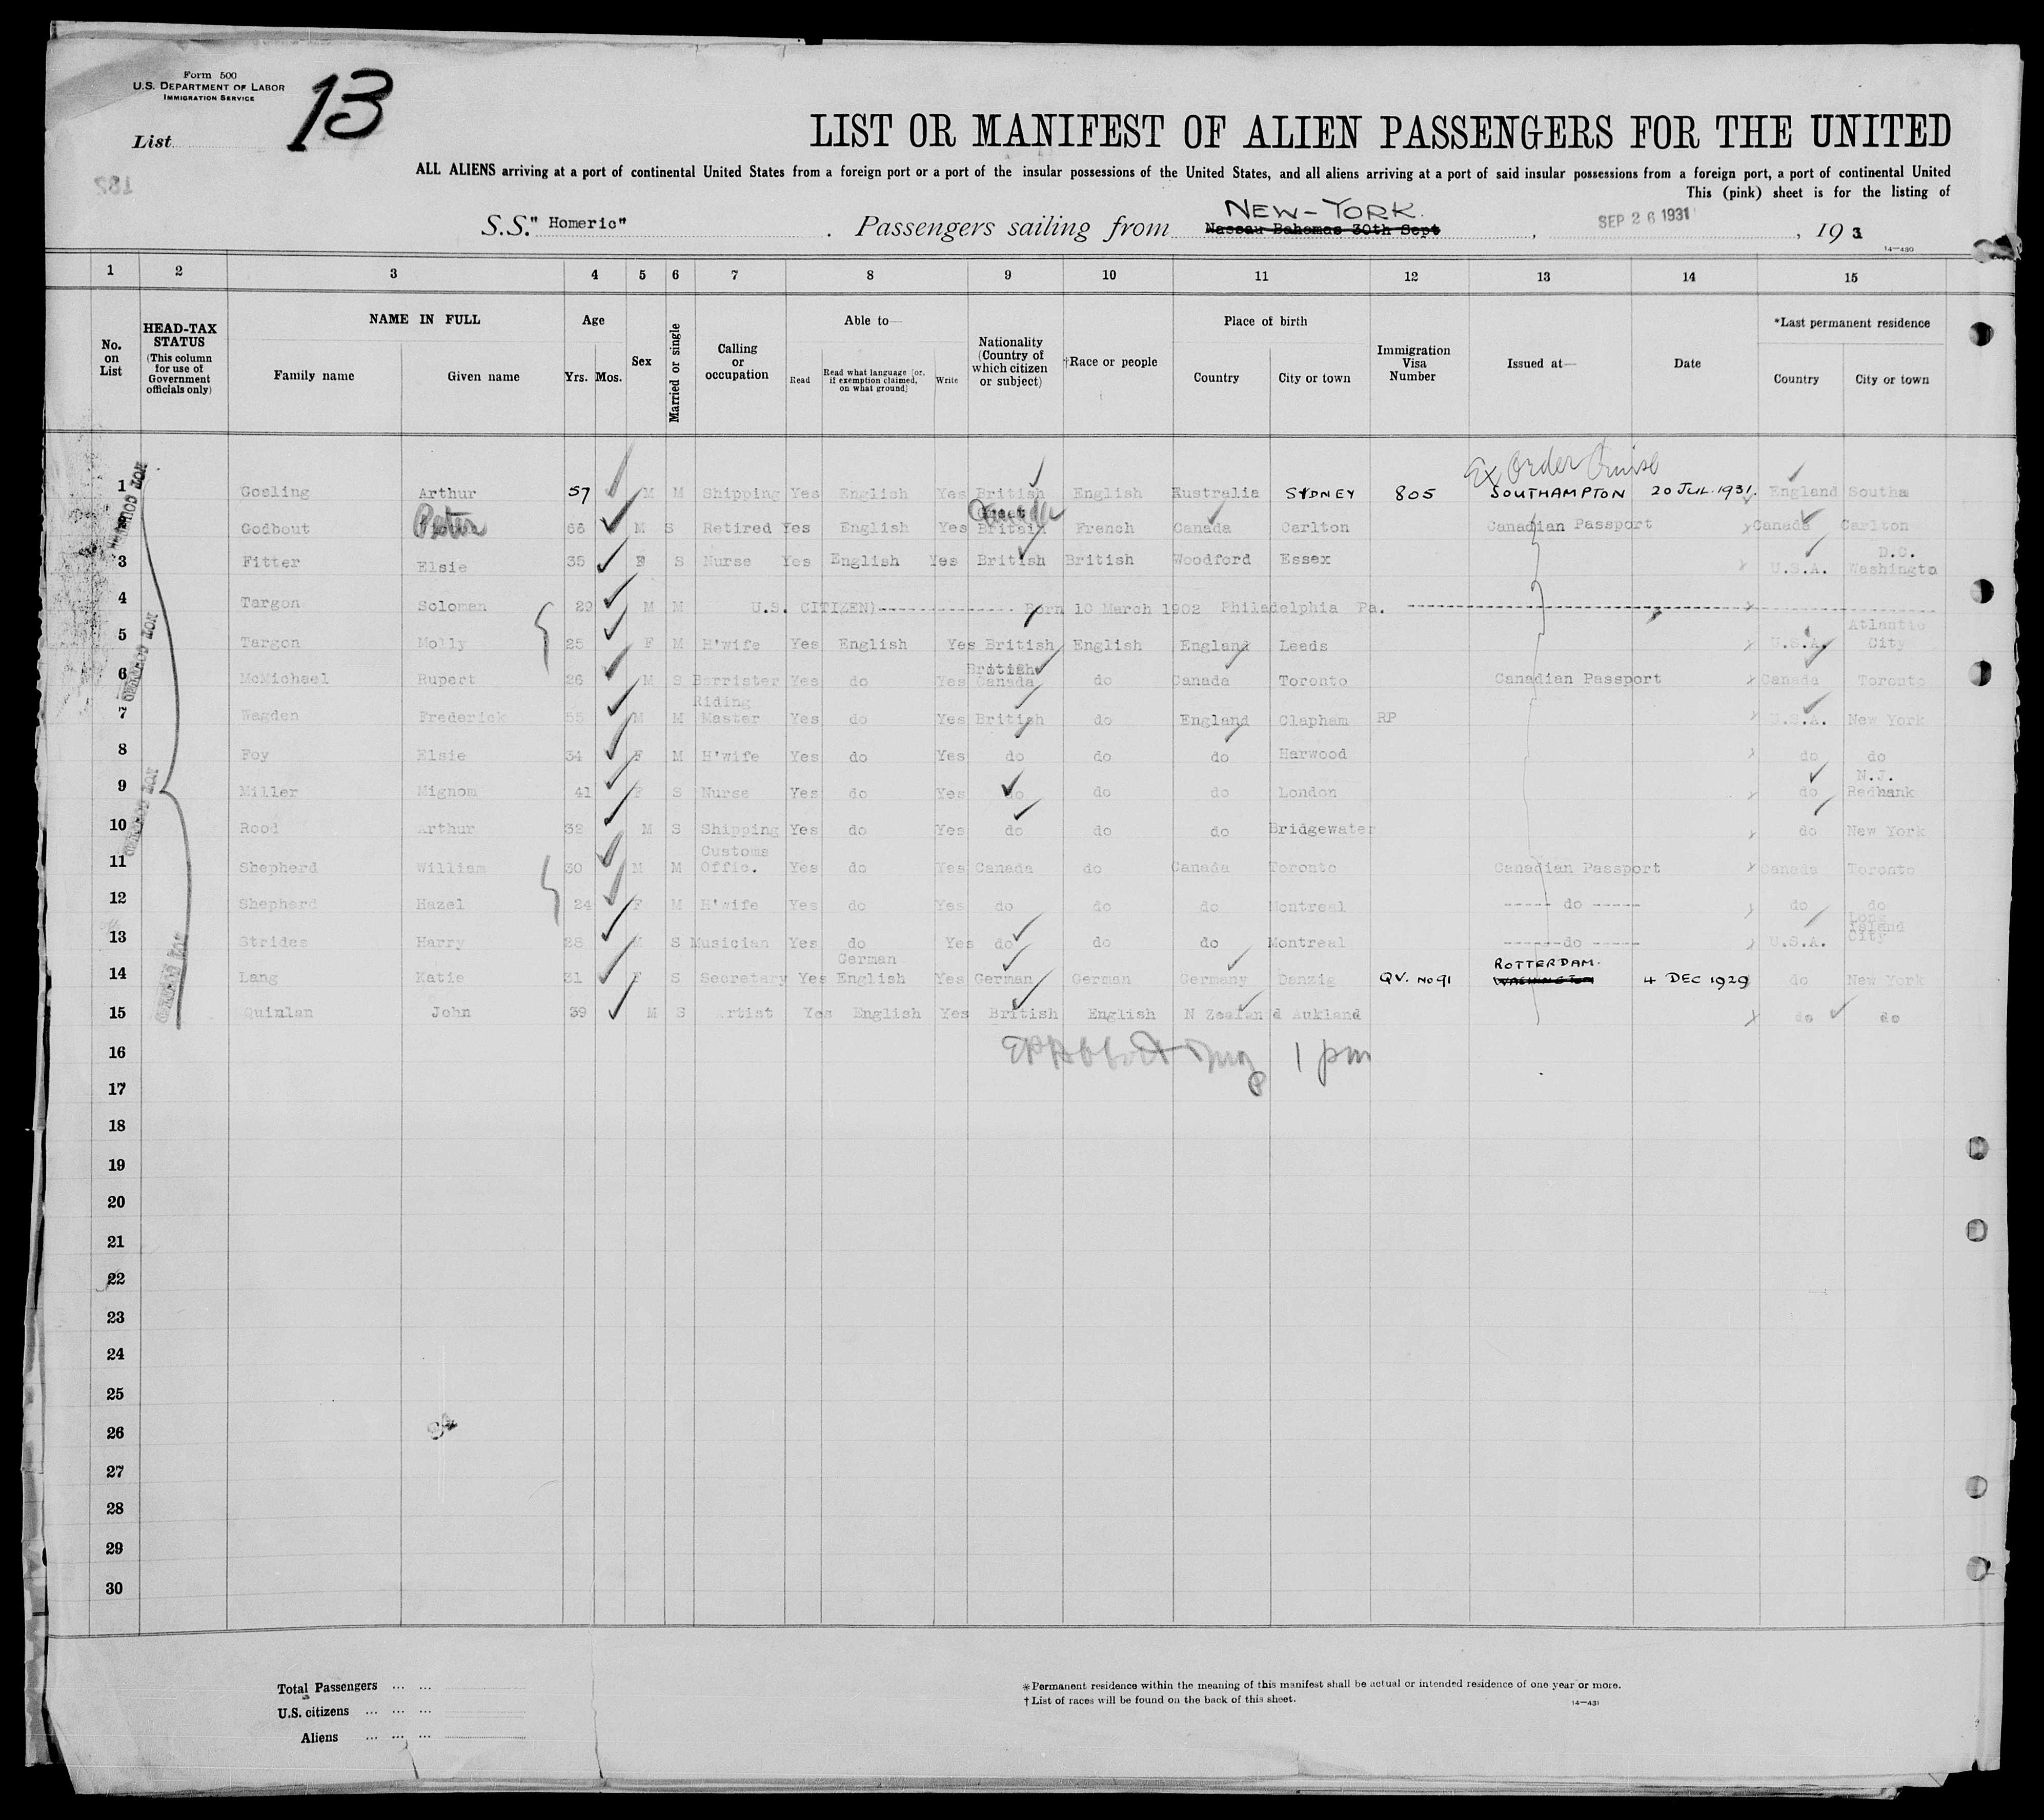 Form 500
U.S. DEPARTMENT OF LABOR
IMMIGRATION SERVICE
13
List
182
LIST OR MANIFEST OF ALIEN PASSENGERS FOR THE UNITED
ALL ALIENS arriving at a port of continental United States from a foreign port or a port of the insular possessions of the United States, and all aliens arriving at a port of said insular possessions from a foreign port, a port of continental United
This (pink) sheet is for the listing of
S.S. "Homeric" . Passengers sailing from NEW-YORK. Nassau Bahamas 30th Sept , SEP 26 1931 , 193
14—430
1 2 3 4 5 6 7 8 9 10 11 12 13 14 15
No. on List
HEAD-TAX STATUS (This column for use of Government officials only)
NAME IN FULL
Family name Given name
Age
Yrs. Mos.
Sex
Married or single
Calling or occupation
Able to—
Read Read what language [or, if exemption claimed, on what ground] Write
Nationality (Country of which citizen or subject)
†Race or people
Place of birth
Country City or town
Immigration Visa Number
Issued at—
Date
*Last permanent residence
Country City or town
Ex Order Cruise
1 Gosling Arthur 57 M M Shipping Yes English Yes British English Australia SYDNEY 805 SOUTHAMPTON 20 JUL. 1931. England Southa
2 Godbout Peter 66 M S Retired Yes English Yes Great Britain Canada French Canada Carlton Canadian Passport Canada Carlton
3 Fitter Elsie 35 F S Nurse Yes English Yes British British Woodford Essex U.S.A. D.C. Washingto
4 Targon Soloman 29 M M U.S. CITIZEN)--------------- Born 10 March 1902 Philadelphia Pa. ---------------
5 Targon Molly 25 F M H'wife Yes English Yes British English England Leeds U.S.A. Atlantic City
6 McMichael Rupert 26 M S Barrister Yes do Yes British Canada do Canada Toronto Canadian Passport Canada Toronto
7 Wagden Frederick 55 M M Riding Master Yes do Yes British do England Clapham RP U.S.A. New York
8 Foy Elsie 34 F M H'wife Yes do Yes do do do Harwood do do
9 Miller Mignom 41 F S Nurse Yes do Yes do do do London do N.J. Redbank
10 Rood Arthur 32 M S Shipping Yes do Yes do do do Bridgewater do New York
11 Shepherd William 30 M M Customs Offic. Yes do Yes Canada do Canada Toronto Canadian Passport Canada Toronto
12 Shepherd Hazel 24 F M H'wife Yes do Yes do do do Montreal ----- do ----- do do
13 Strides Harry 28 M S Musician Yes do Yes do do do Montreal ------do ----- U.S.A. Long Island City
14 Lang Katie 31 F S Secretary Yes German English Yes German German Germany Danzig QV. No 91 ROTTERDAM. WASHINGTON 4 DEC 1929 do New York
15 Quinlan John 39 M S Artist Yes English Yes British English N Zealand Aukland do do
16 1 pm
17
18
19
20
21
22
23
24
25
26
27
28
29
30
Total Passengers ... ...
U.S. citizens ... ... ...
Aliens ... ... ...
*Permanent residence within the meaning of this manifest shall be actual or intended residence of one year or more.
†List of races will be found on the back of this sheet.
14—431